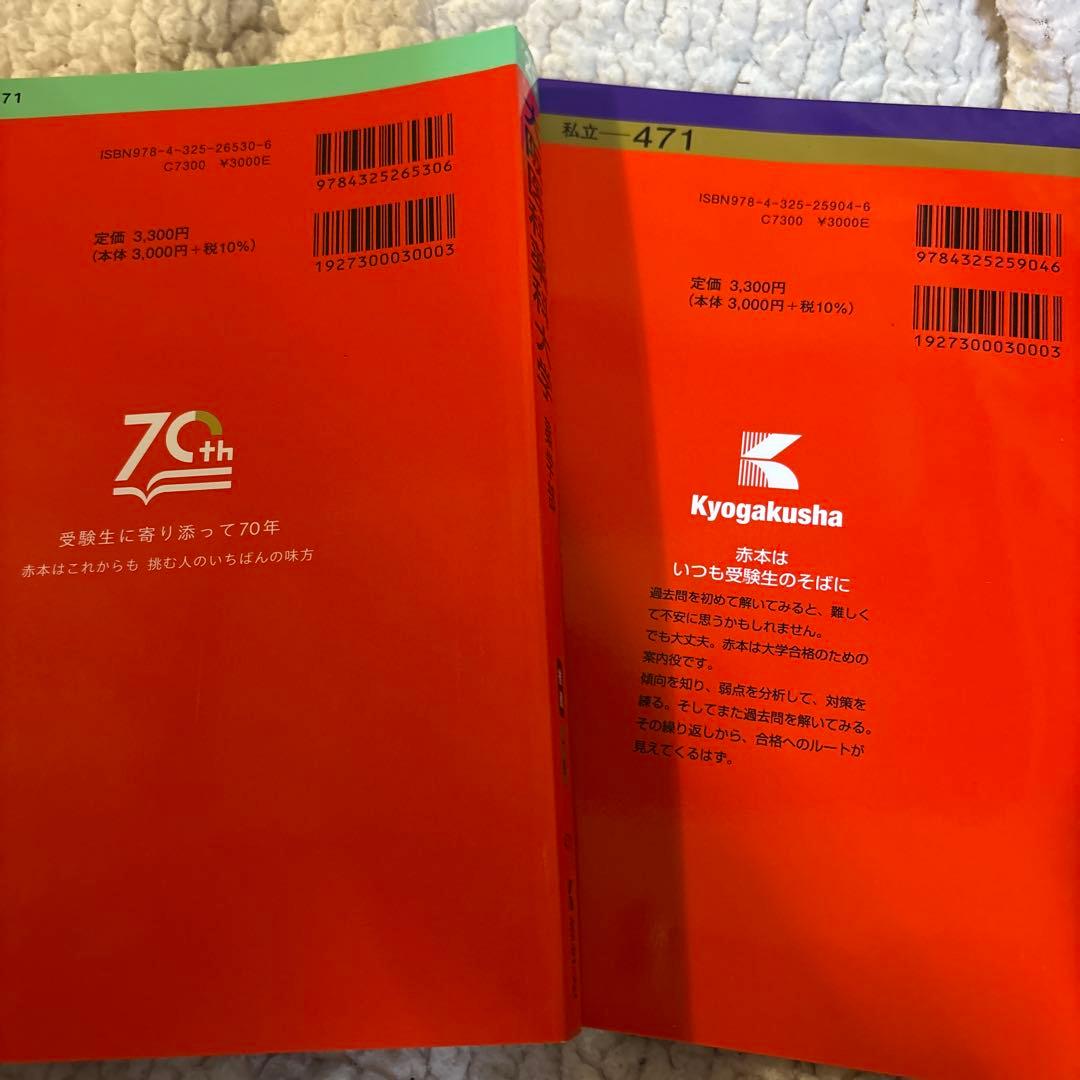 71
ISBN978-4-325-26530-6
C7300 ¥3000E
9784325265306
定価 3,300円
(本体 3,000円+税10%)
1927300030003
70th
受験生に寄り添って70年
赤本はこれからも 挑む人のいちばんの味方
私立―471
ISBN978-4-325-25904-6
C7300 ¥3000E
9784325259046
定価 3,300円
(本体 3,000円+税10%)
1927300030003
Kyogakusha
赤本は
いつも受験生のそばに
過去問を初めて解いてみると、難しく
て不安に思うかもしれません。
でも大丈夫。赤本は大学合格のための
案内役です。
傾向を知り、弱点を分析して、対策を
練る。そしてまた過去問を解いてみる。
その繰り返しから、合格へのルートが
見えてくるはず。